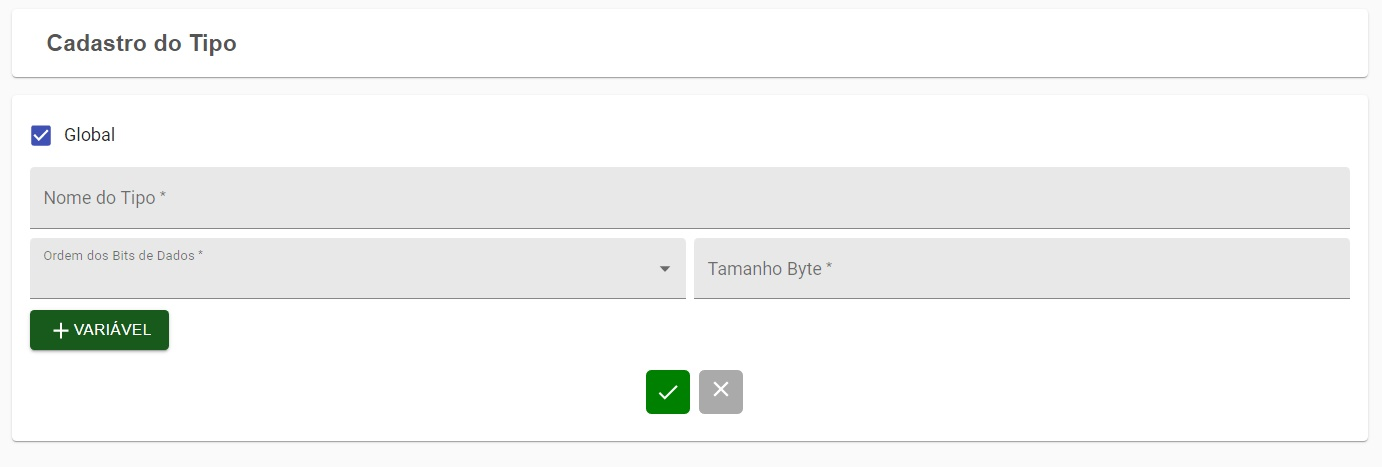 Cadastro do Tipo
Global
Nome do Tipo *
Ordem dos Bits de Dados *
Tamanho Byte *
VARIÁVEL